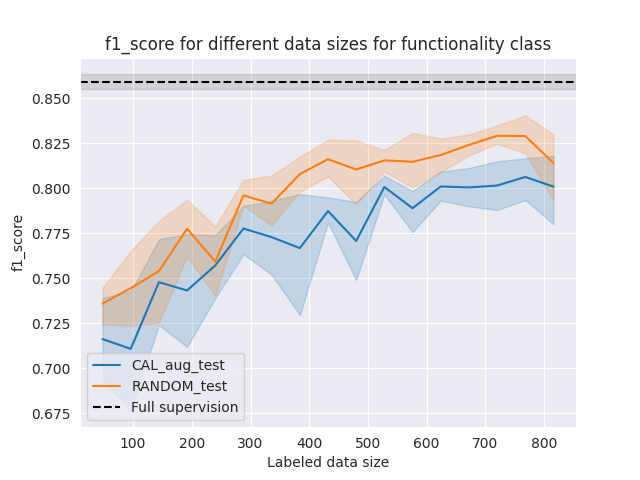 f1_score for different data sizes for functionality class
0.850
0.825
0.800
0.775
0.750
0.725
0.700
0.675
f1_score
CAL_aug_test
RANDOM_test
Full supervision
100 200 300 400 500 600 700 800
Labeled data size